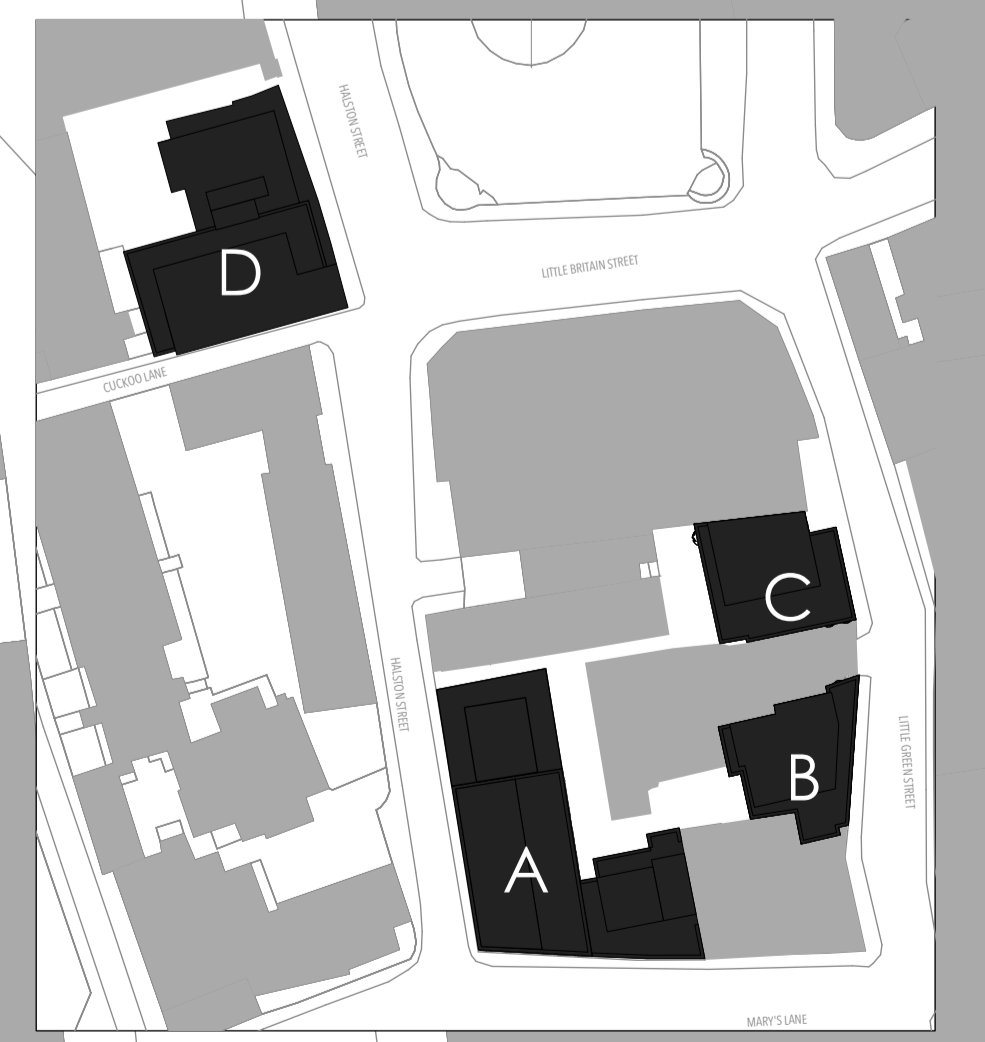 HALSTON STREET
LITTLE BRITAIN STREET
D
CUCKOO LANE
C
HALSTON STREET
LITTLE GREEN STREET
B
A
MARY'S LANE